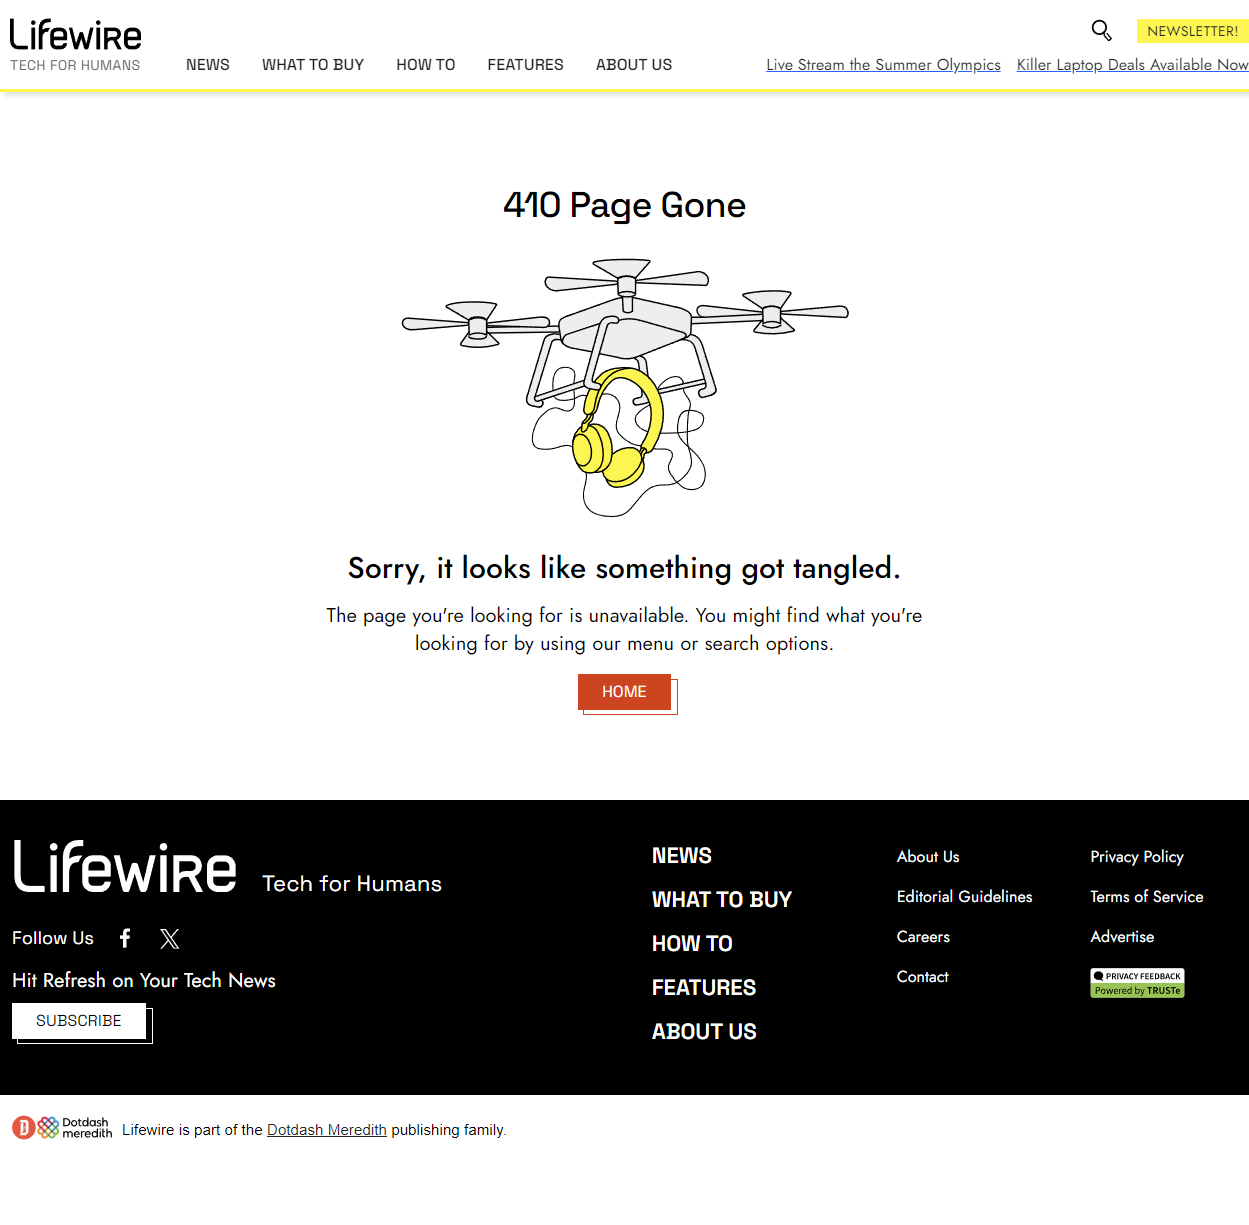 Lifewire
TECH FOR HUMANS
NEWS
WHAT TO BUY
HOW TO
FEATURES
ABOUT US
NEWSLETTER!
Live Stream the Summer Olympics
Killer Laptop Deals Available Now
410 Page Gone
Sorry, it looks like something got tangled.
The page you're looking for is unavailable. You might find what you're
looking for by using our menu or search options.
HOME
Lifewire
Tech for Humans
Follow Us
Hit Refresh on Your Tech News
SUBSCRIBE
NEWS
WHAT TO BUY
HOW TO
FEATURES
ABOUT US
About Us
Editorial Guidelines
Careers
Contact
Privacy Policy
Terms of Service
Advertise
PRIVACY FEEDBACK
Powered by TRUSTe
Dotdash
meredith
Lifewire is part of the Dotdash Meredith publishing family.